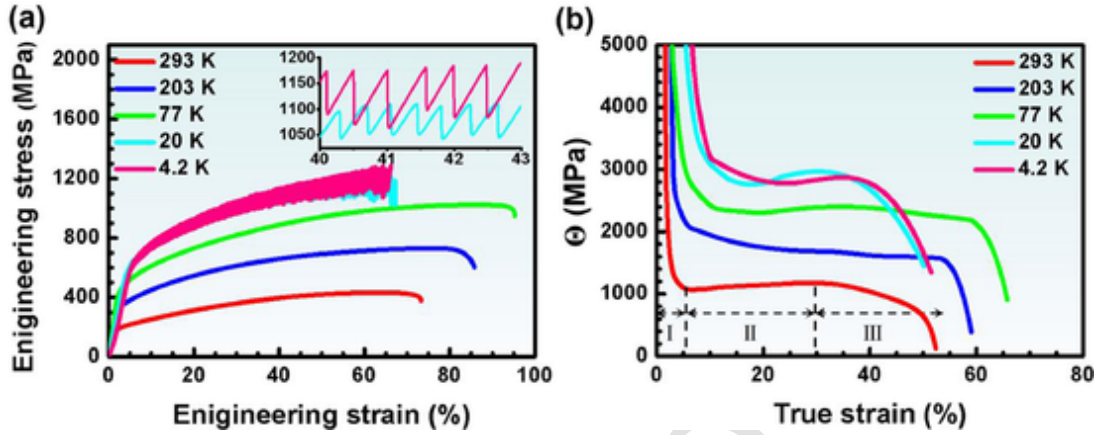 (a)
Enigineering stress (MPa)
2000
1600
1200
800
400
0
293 K
203 K
77 K
20 K
4.2 K
1200
1150
1100
1050
40 41 42 43
0 20 40 60 80 100
Enigineering strain (%)
(b)
Θ (MPa)
5000
4000
3000
2000
1000
0
293 K
203 K
77 K
20 K
4.2 K
I II III
0 20 40 60 80
True strain (%)